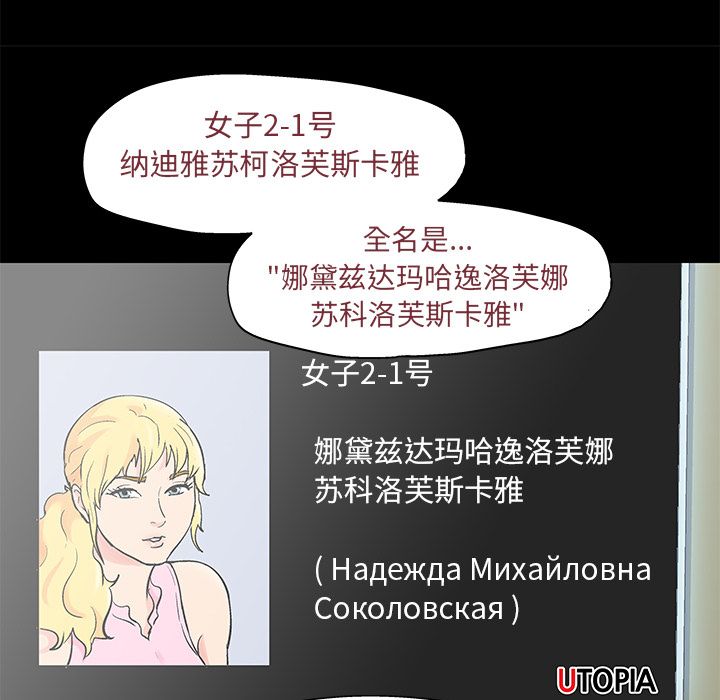 女子2-1号
纳迪雅苏柯洛芙斯卡雅
全名是...
"娜黛兹达玛哈逸洛芙娜
苏科洛芙斯卡雅"
女子2-1号
娜黛兹达玛哈逸洛芙娜
苏科洛芙斯卡雅
( Надежда Михайловна
Соколовская )
UTOPIA